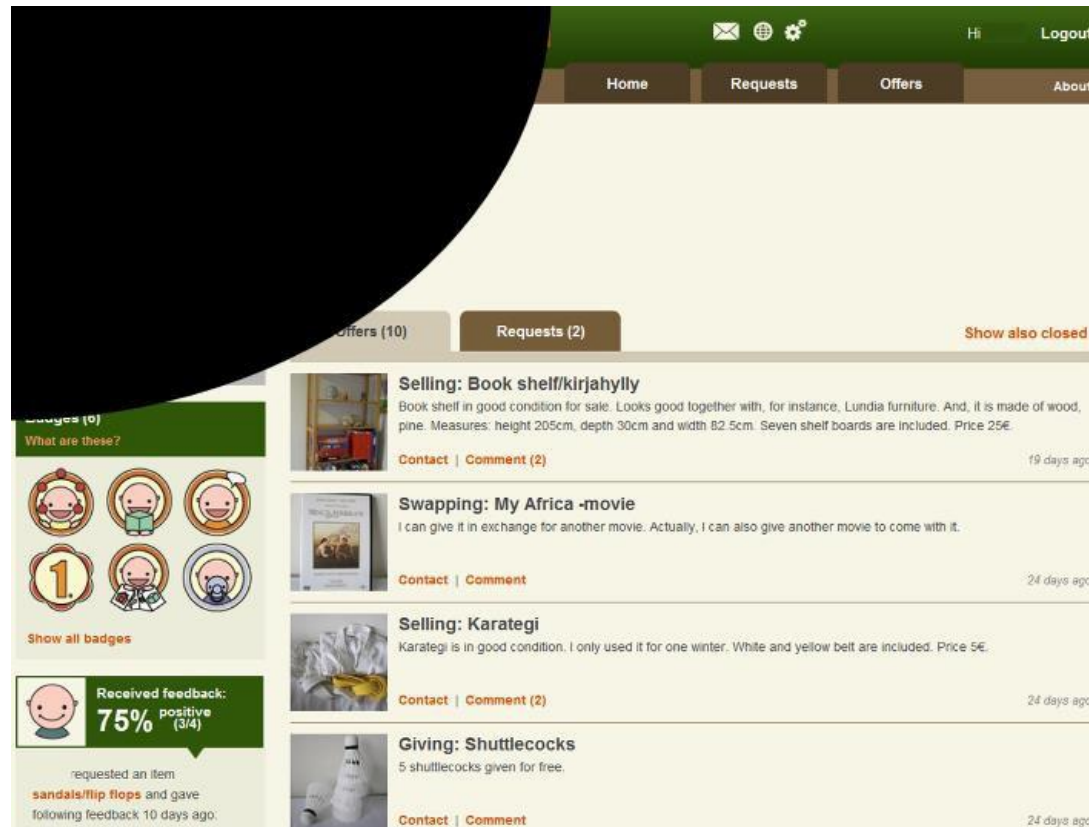 Hi
Logout
Home
Requests
Offers
About
Offers (10)
Requests (2)
Show also closed
Selling: Book shelf/kirjahylly
Book shelf in good condition for sale. Looks good together with, for instance, Lundia furniture. And, it is made of wood,
pine. Measures: height 205cm, depth 30cm and width 82.5cm. Seven shelf boards are included. Price 25€.
Contact | Comment (2)
19 days ago
Badges (6)
What are these?
1.
Show all badges
Swapping: My Africa -movie
I can give it in exchange for another movie. Actually, I can also give another movie to come with it.
Contact | Comment
24 days ago
Selling: Karategi
Karategi is in good condition. I only used it for one winter. White and yellow belt are included. Price 5€.
Contact | Comment (2)
24 days ago
Received feedback:
75% positive
(3/4)
requested an item
sandals/flip flops and gave
following feedback 10 days ago:
Giving: Shuttlecocks
5 shuttlecocks given for free.
Contact | Comment
24 days ago